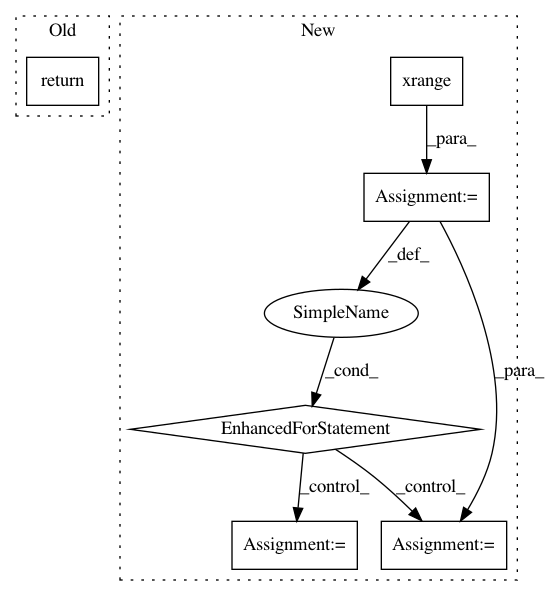 Old
New
return
xrange
_para_
Assignment:=
_def_
SimpleName
_cond_
_para_
EnhancedForStatement
_control_
_control_
Assignment:=
Assignment:=